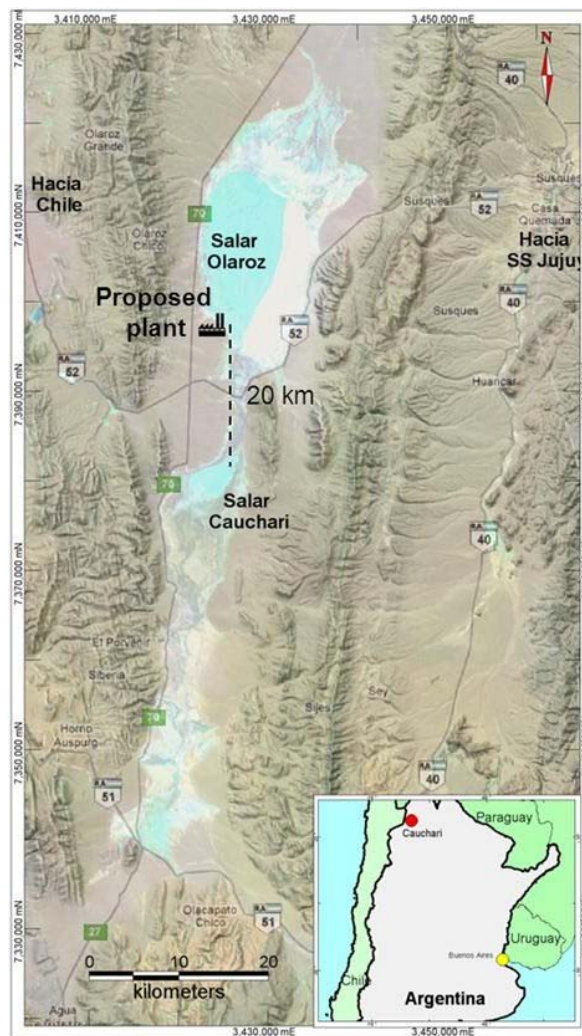 3,410,000 mE
3,430,000 mE
3,450,000 mE
7,430,000 mN
N
R.A.
40
Olaroz
Grande
Hacia
Chile
70
Olaroz
Chico
Salar
Olaroz
Susques
R.A.
52
Susques
Casa
Quemada
Hacia
SS Jujuy
7,410,000 mN
Proposed
plant
R.A.
52
Susques
R.A.
40
R.A.
52
20 km
Huancar
7,390,000 mN
70
Salar
Cauchari
R.A.
40
7,370,000 mN
El Porvenir
Siberia
70
Sey
Sijes
Horno
Auspurg
R.A.
51
R.A.
40
7,350,000 mN
Olacapato
Chico
R.A.
51
27
7,330,000 mN
0 10 20
kilometers
Agua
3,430,000 mE
3,450,000 mE
Paraguay
Cauchari
Uruguay
Buenos Aires
Chile
Argentina